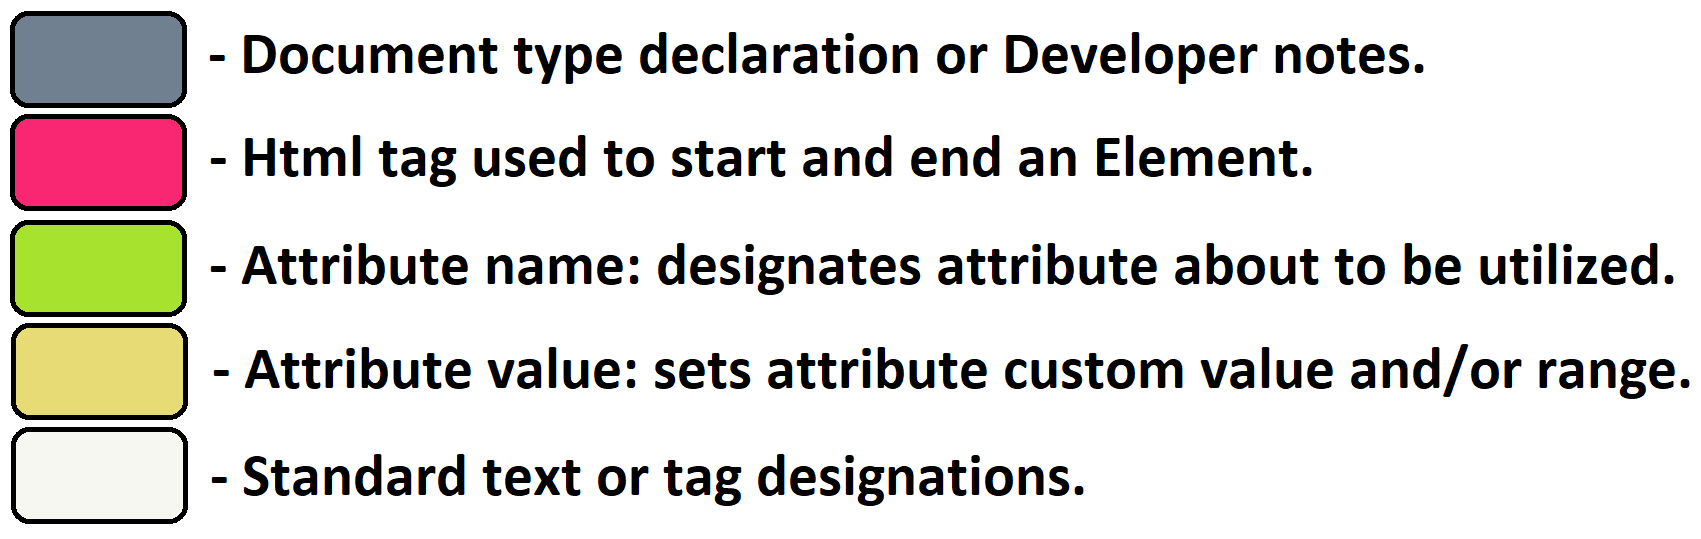 - Document type declaration or Developer notes.
- Html tag used to start and end an Element.
- Attribute name: designates attribute about to be utilized.
- Attribute value: sets attribute custom value and/or range.
- Standard text or tag designations.